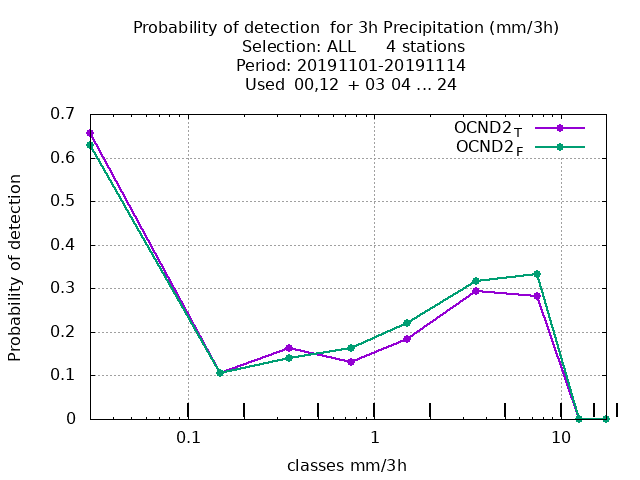 Probability of detection  for 3h Precipitation (mm/3h)
Selection: ALL      4 stations
Period: 20191101-20191114
Used  00,12  + 03 04 ... 24
OCND2T
OCND2F
Probability of detection
0.7
0.6
0.5
0.4
0.3
0.2
0.1
0
0.1
1
10
classes mm/3h